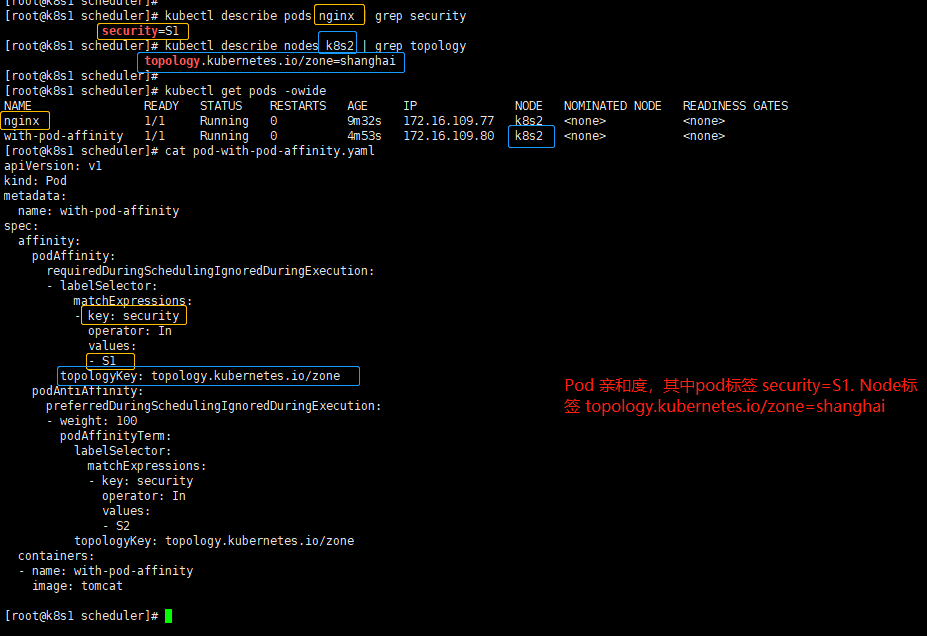 [root@k8s1 scheduler]#
[root@k8s1 scheduler]# kubectl describe pods nginx grep security
security=S1
[root@k8s1 scheduler]# kubectl describe nodes k8s2 | grep topology
topology.kubernetes.io/zone=shanghai
[root@k8s1 scheduler]#
[root@k8s1 scheduler]# kubectl get pods -owide
NAME READY STATUS RESTARTS AGE IP NODE NOMINATED NODE READINESS GATES
nginx 1/1 Running 0 9m32s 172.16.109.77 k8s2 <none> <none>
with-pod-affinity 1/1 Running 0 4m53s 172.16.109.80 k8s2 <none> <none>
[root@k8s1 scheduler]# cat pod-with-pod-affinity.yaml
apiVersion: v1
kind: Pod
metadata:
  name: with-pod-affinity
spec:
  affinity:
    podAffinity:
      requiredDuringSchedulingIgnoredDuringExecution:
      - labelSelector:
          matchExpressions:
          - key: security
            operator: In
            values:
            - S1
        topologyKey: topology.kubernetes.io/zone
    podAntiAffinity:
      preferredDuringSchedulingIgnoredDuringExecution:
      - weight: 100
        podAffinityTerm:
          labelSelector:
            matchExpressions:
            - key: security
              operator: In
              values:
              - S2
          topologyKey: topology.kubernetes.io/zone
  containers:
  - name: with-pod-affinity
    image: tomcat
[root@k8s1 scheduler]#
Pod 亲和度，其中pod标签 security=S1. Node标
签 topology.kubernetes.io/zone=shanghai